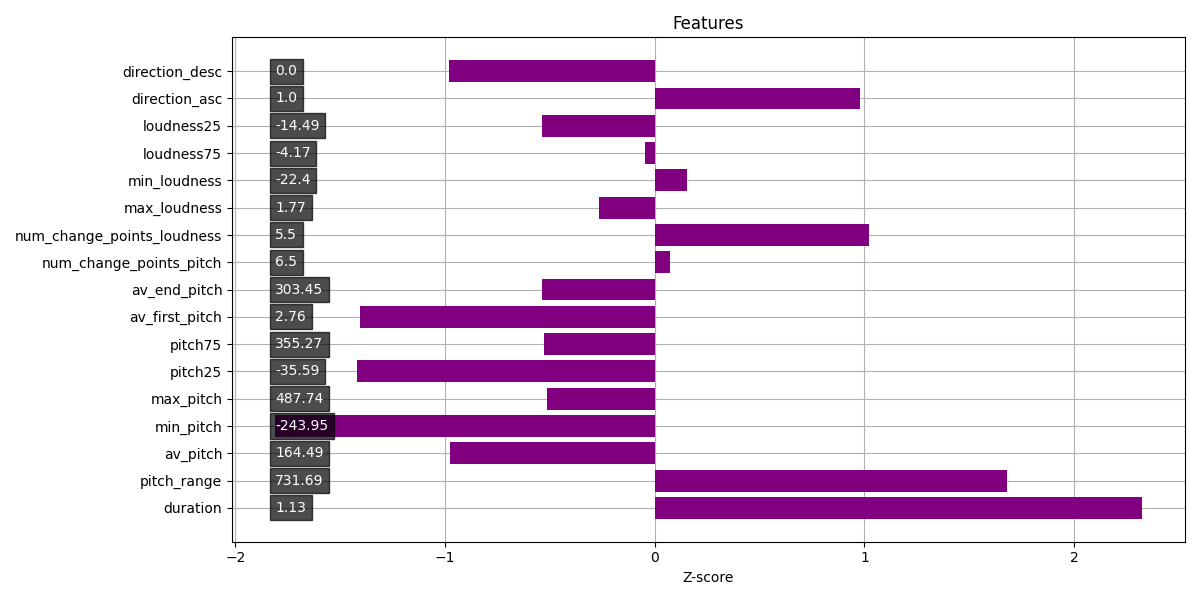 Features
direction_desc 0.0
direction_asc 1.0
loudness25 -14.49
loudness75 -4.17
min_loudness -22.4
max_loudness 1.77
num_change_points_loudness 5.5
num_change_points_pitch 6.5
av_end_pitch 303.45
av_first_pitch 2.76
pitch75 355.27
pitch25 -35.59
max_pitch 487.74
min_pitch -243.95
av_pitch 164.49
pitch_range 731.69
duration 1.13
−2 −1 0 1 2
Z-score